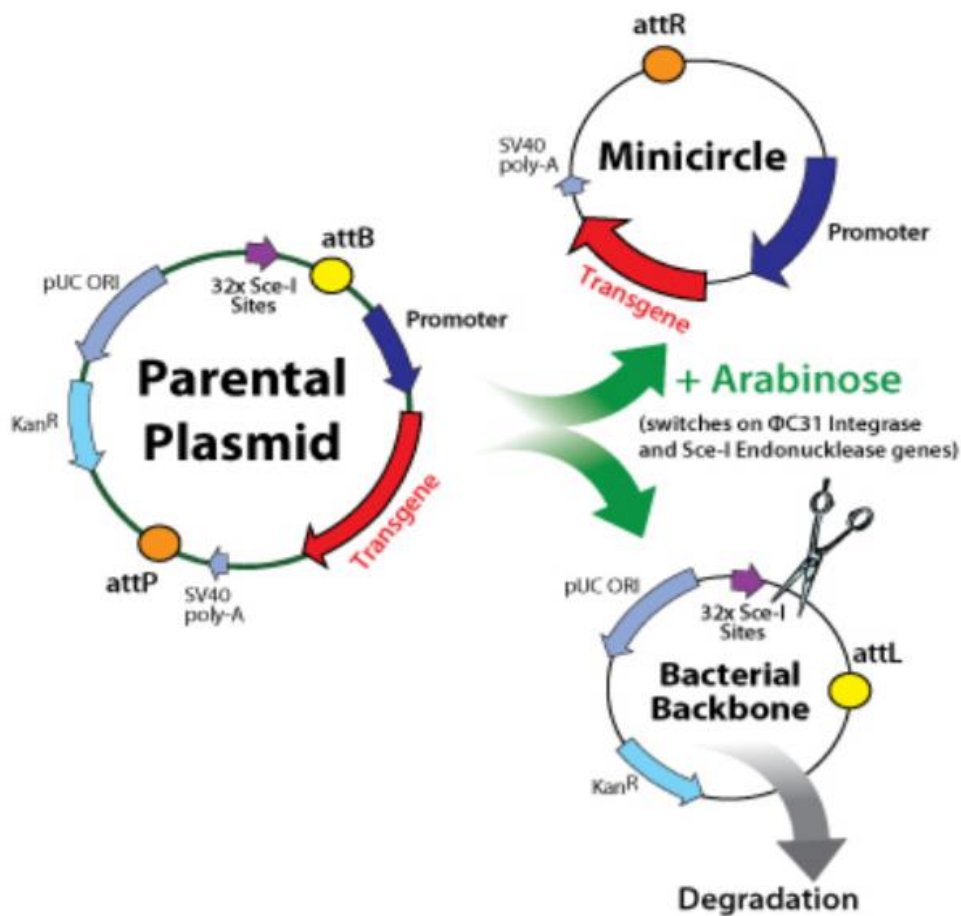 attR
SV40
poly-A
Minicircle
Promoter
Transgene
attB
pUC ORI
32x Sce-I
Sites
Promoter
Parental
Plasmid
KanR
Transgene
attP
SV40
poly-A
+ Arabinose
(switches on ΦC31 Integrase
and Sce-I Endonucklease genes)
pUC ORI
32x Sce-I
Sites
attL
Bacterial
Backbone
KanR
Degradation